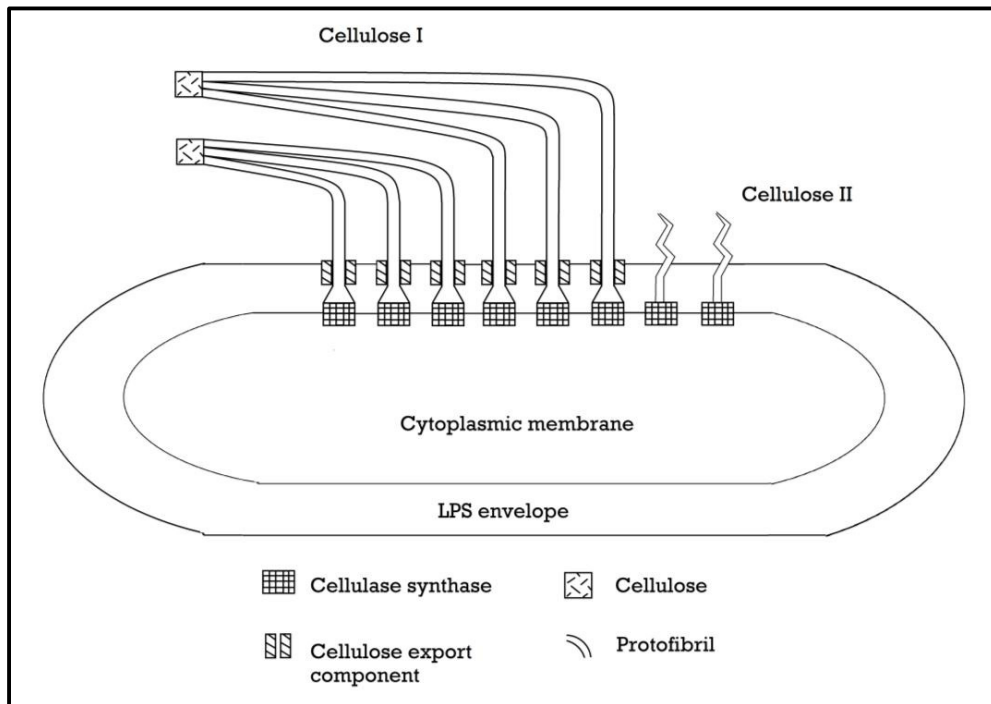 Cellulose I
Cellulose II
Cytoplasmic membrane
LPS envelope
Cellulase synthase
Cellulose
Cellulose export
component
Protofibril